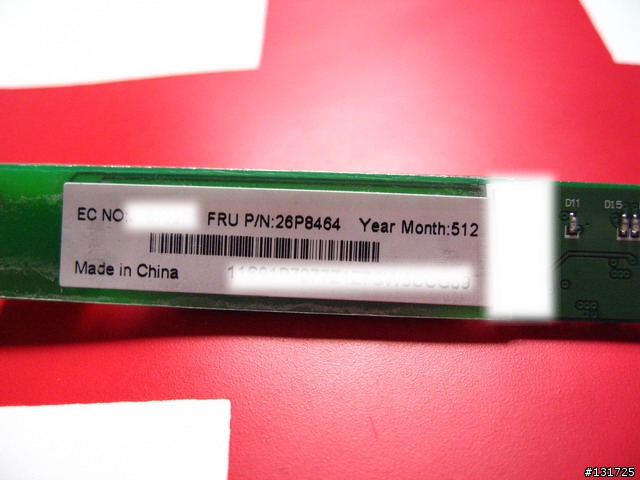 EC NO: FRU P/N:26P8464 Year Month:512
Made in China
D11 D15
#131725